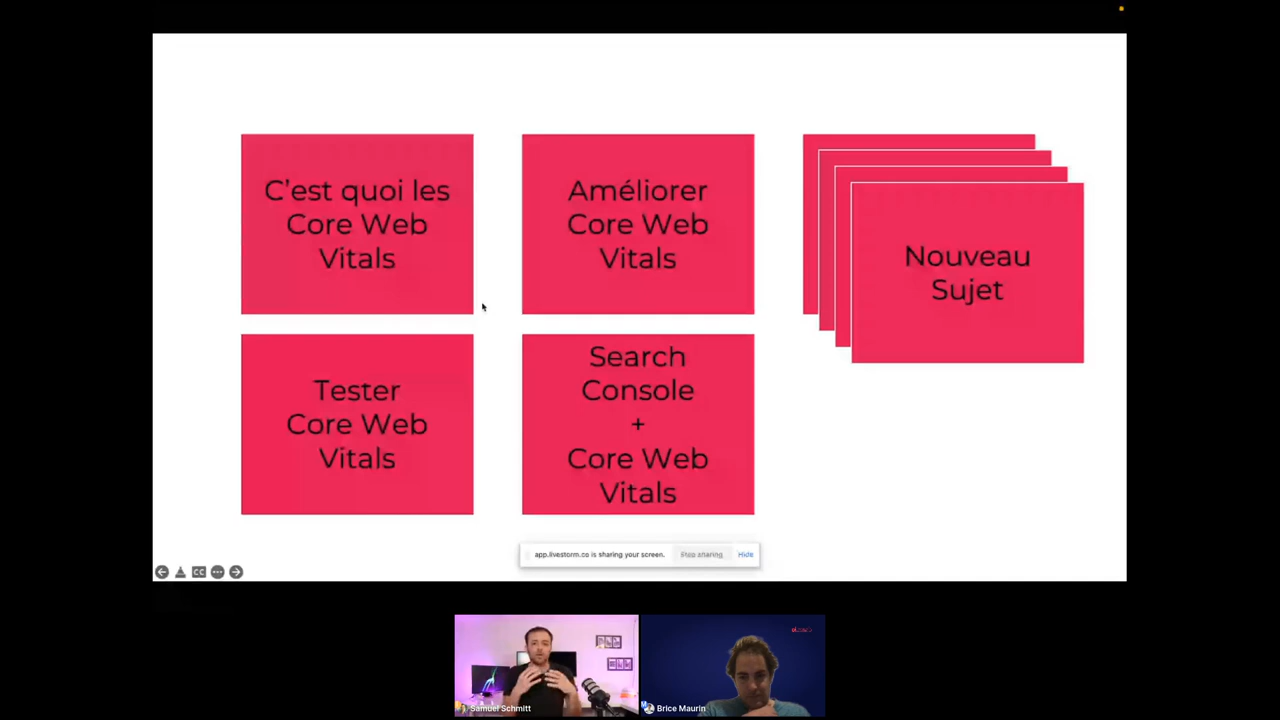 C'est quoi les
Core Web
Vitals
Améliorer
Core Web
Vitals
Nouveau
Sujet
Tester
Core Web
Vitals
Search
Console
+
Core Web
Vitals
app.livestorm.co is sharing your screen.
Stop sharing
Hide
CC
Samuel Schmitt
Brice Maurin